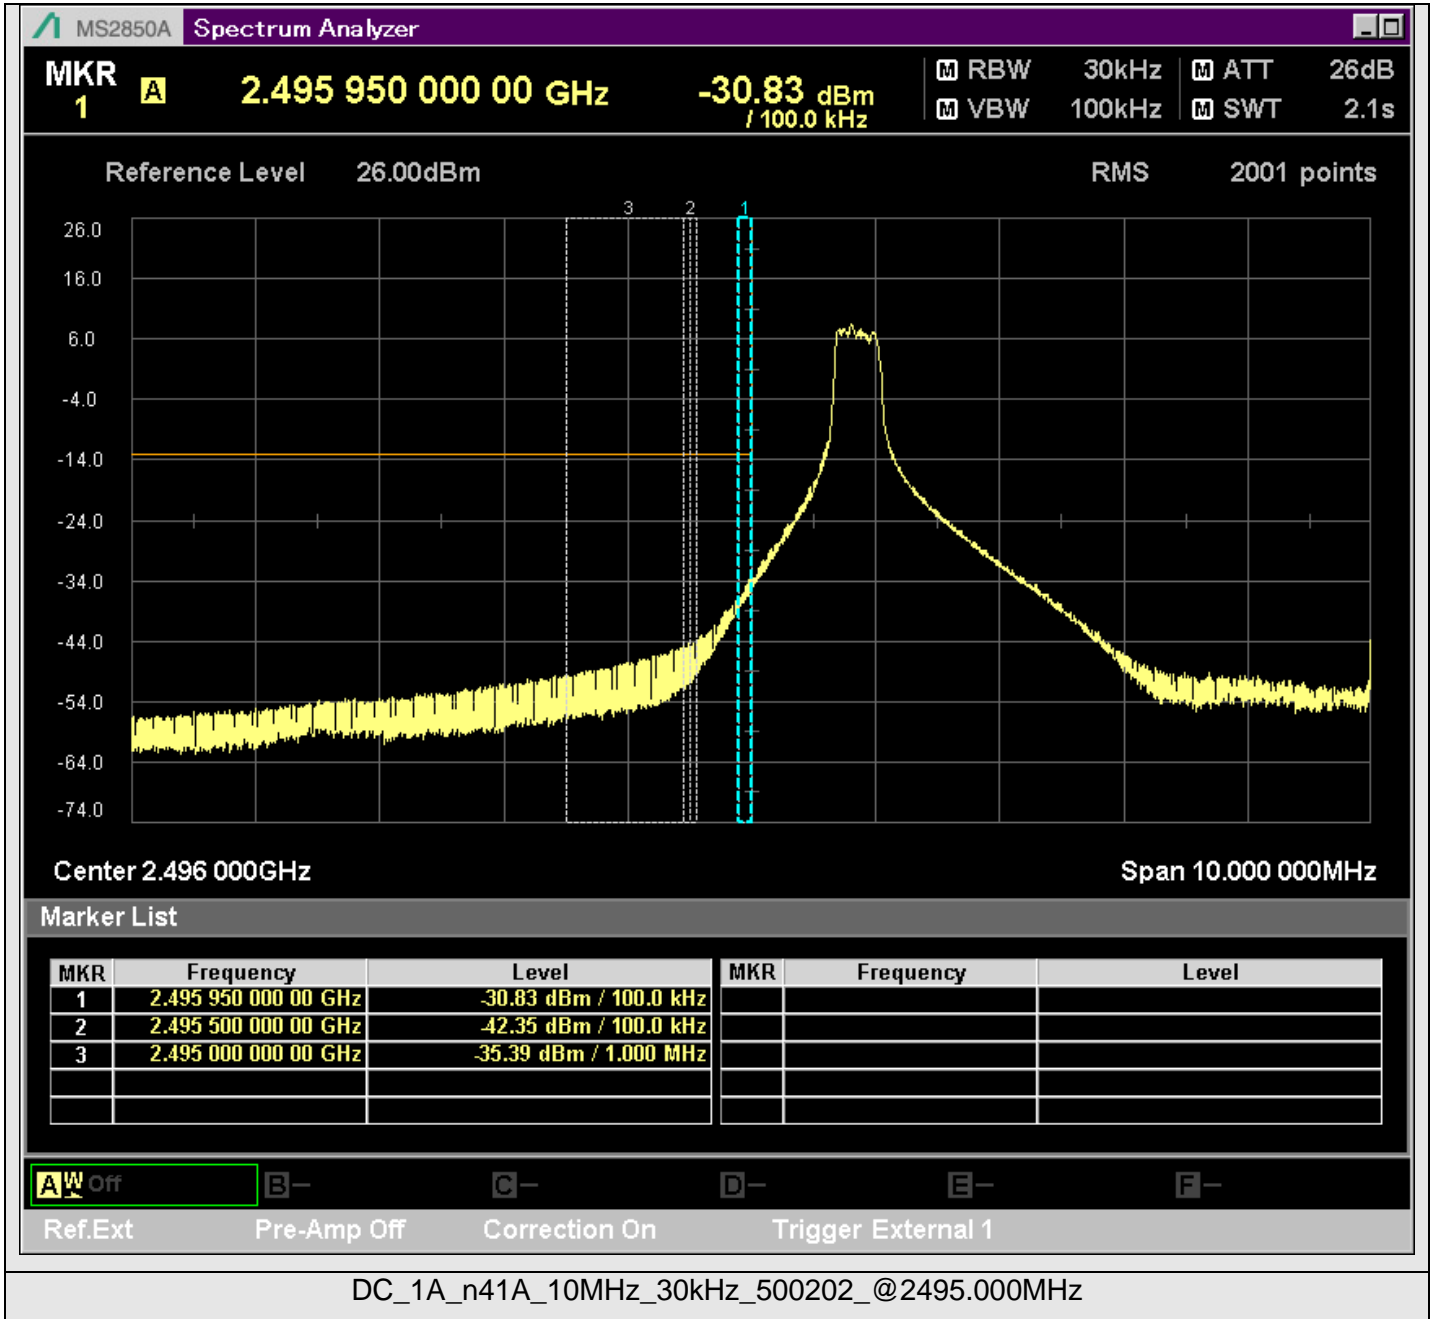 MS2850A Spectrum Analyzer
MKR 1 A 2.495 950 000 00 GHz -30.83 dBm / 100.0 kHz
M RBW 30kHz M ATT 26dB
M VBW 100kHz M SWT 2.1s
Reference Level 26.00dBm RMS 2001 points
3 2 1
26.0
16.0
6.0
-4.0
-14.0
-24.0
-34.0
-44.0
-54.0
-64.0
-74.0
Center 2.496 000GHz Span 10.000 000MHz
Marker List
MKR Frequency Level MKR Frequency Level
1 2.495 950 000 00 GHz -30.83 dBm / 100.0 kHz
2 2.495 500 000 00 GHz -42.35 dBm / 100.0 kHz
3 2.495 000 000 00 GHz -35.39 dBm / 1.000 MHz
A W Off B – C – D – E – F –
Ref.Ext Pre-Amp Off Correction On Trigger External 1
DC_1A_n41A_10MHz_30kHz_500202_@2495.000MHz